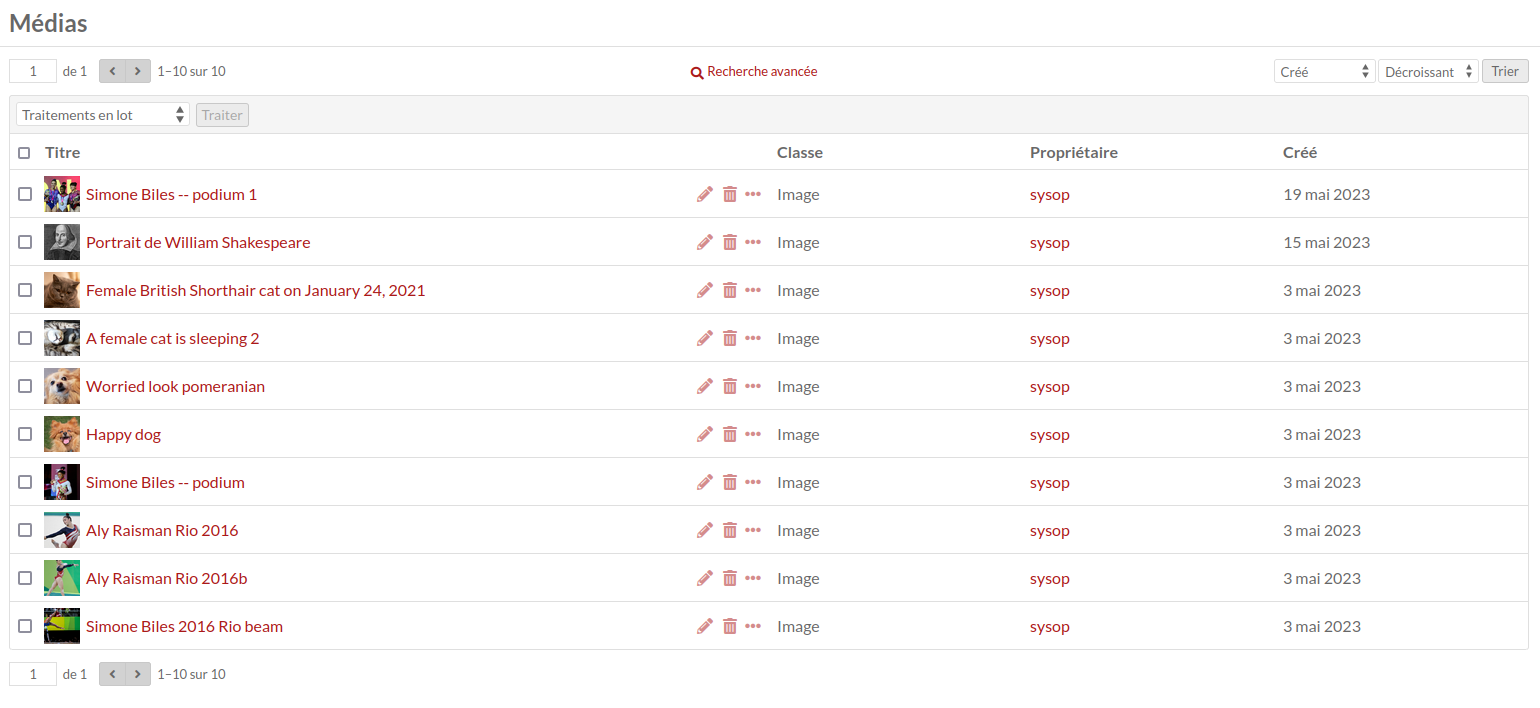 Médias
1 de 1 1–10 sur 10 Recherche avancée Créé Décroissant Trier
Traitements en lot Traiter
Titre Classe Propriétaire Créé
Simone Biles -- podium 1 Image sysop 19 mai 2023
Portrait de William Shakespeare Image sysop 15 mai 2023
Female British Shorthair cat on January 24, 2021 Image sysop 3 mai 2023
A female cat is sleeping 2 Image sysop 3 mai 2023
Worried look pomeranian Image sysop 3 mai 2023
Happy dog Image sysop 3 mai 2023
Simone Biles -- podium Image sysop 3 mai 2023
Aly Raisman Rio 2016 Image sysop 3 mai 2023
Aly Raisman Rio 2016b Image sysop 3 mai 2023
Simone Biles 2016 Rio beam Image sysop 3 mai 2023
1 de 1 1–10 sur 10